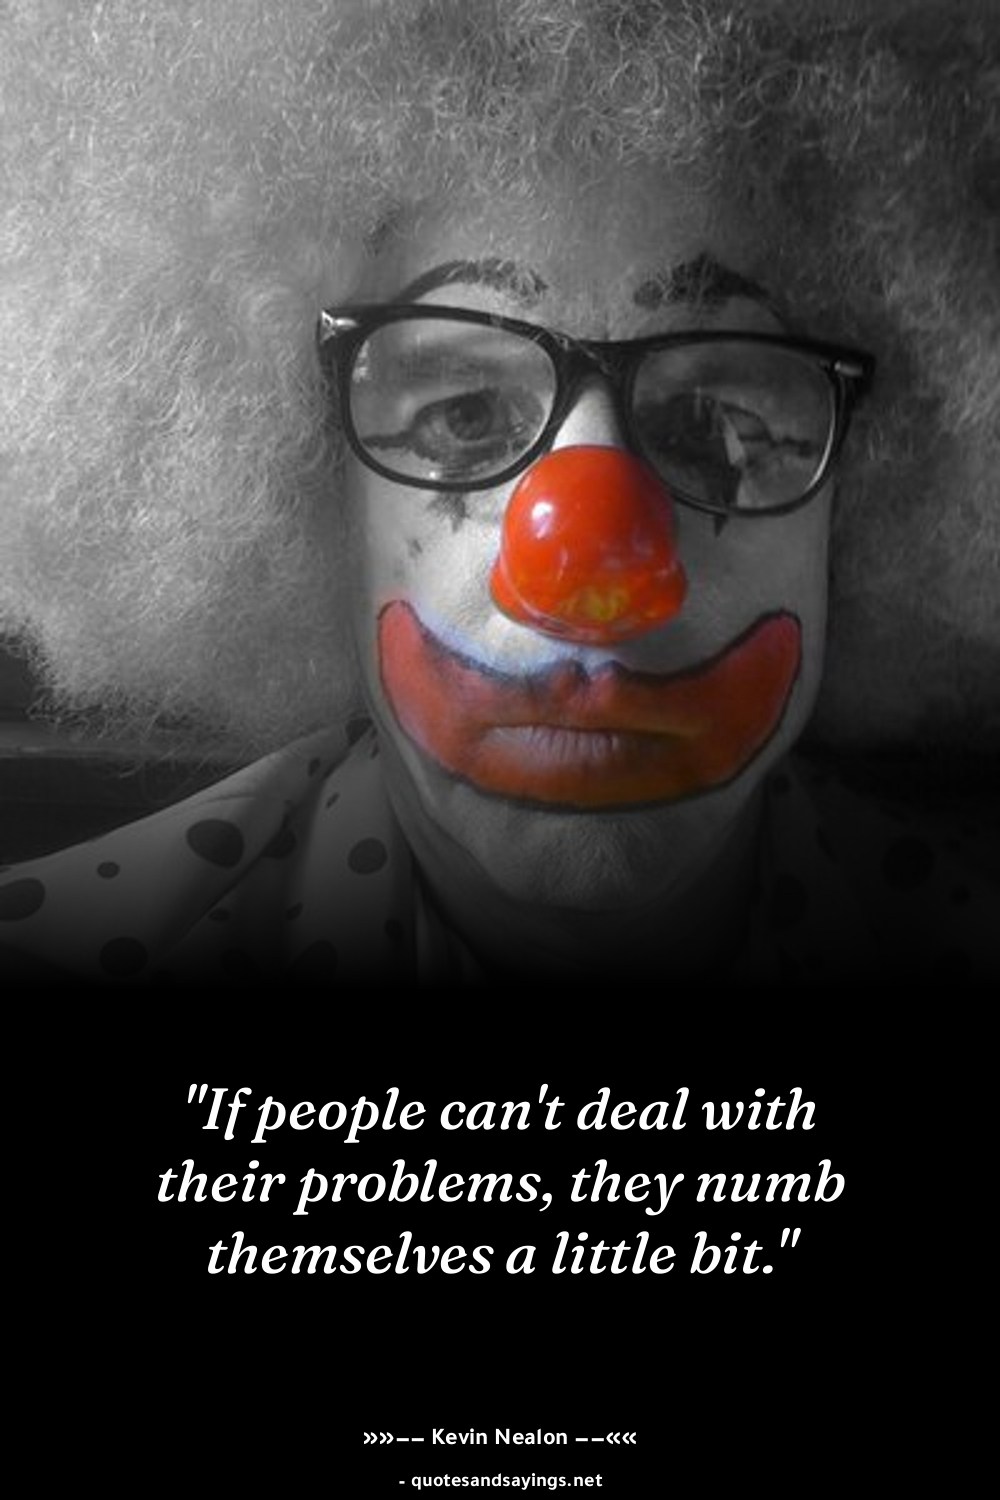 "If people can't deal with
their problems, they numb
themselves a little bit."
»»−− Kevin Nealon −−««
- quotesandsayings.net